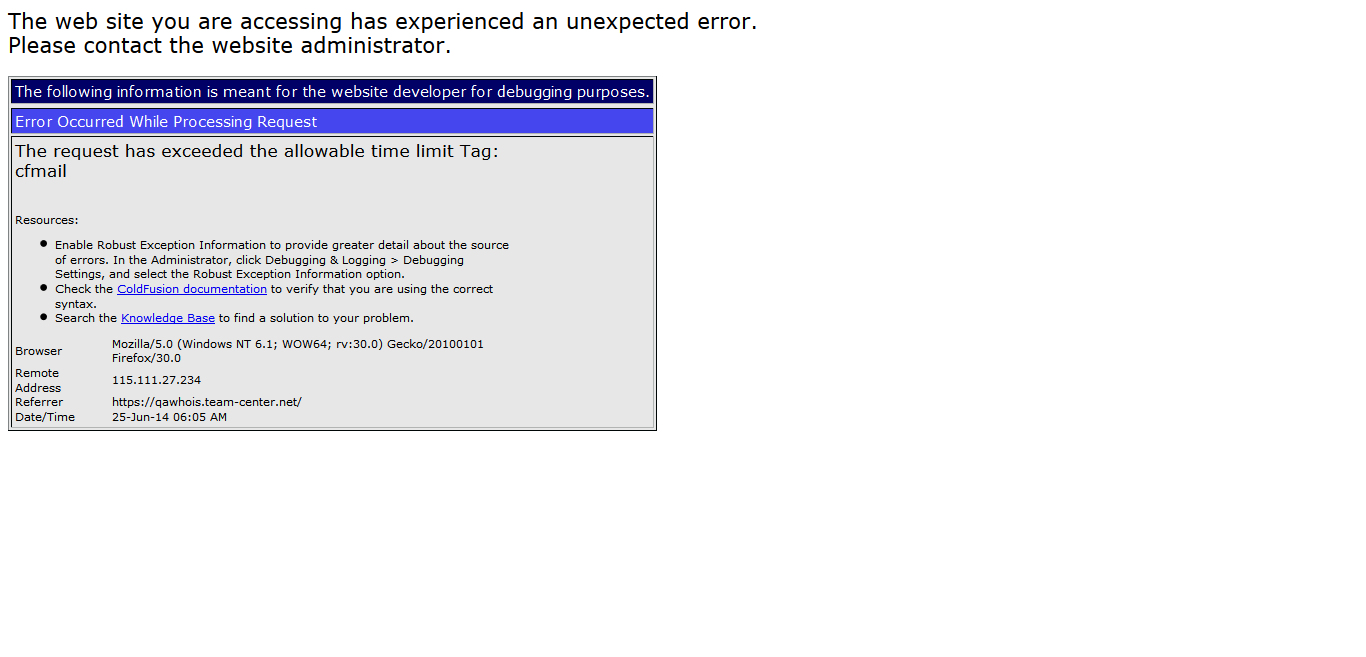 The web site you are accessing has experienced an unexpected error.
Please contact the website administrator.
The following information is meant for the website developer for debugging purposes.
Error Occurred While Processing Request
The request has exceeded the allowable time limit Tag:
cfmail
Resources:
Enable Robust Exception Information to provide greater detail about the source
of errors. In the Administrator, click Debugging & Logging > Debugging
Settings, and select the Robust Exception Information option.
Check the ColdFusion documentation to verify that you are using the correct
syntax.
Search the Knowledge Base to find a solution to your problem.
Browser Mozilla/5.0 (Windows NT 6.1; WOW64; rv:30.0) Gecko/20100101
Firefox/30.0
Remote
Address 115.111.27.234
Referrer https://qawhois.team-center.net/
Date/Time 25-Jun-14 06:05 AM